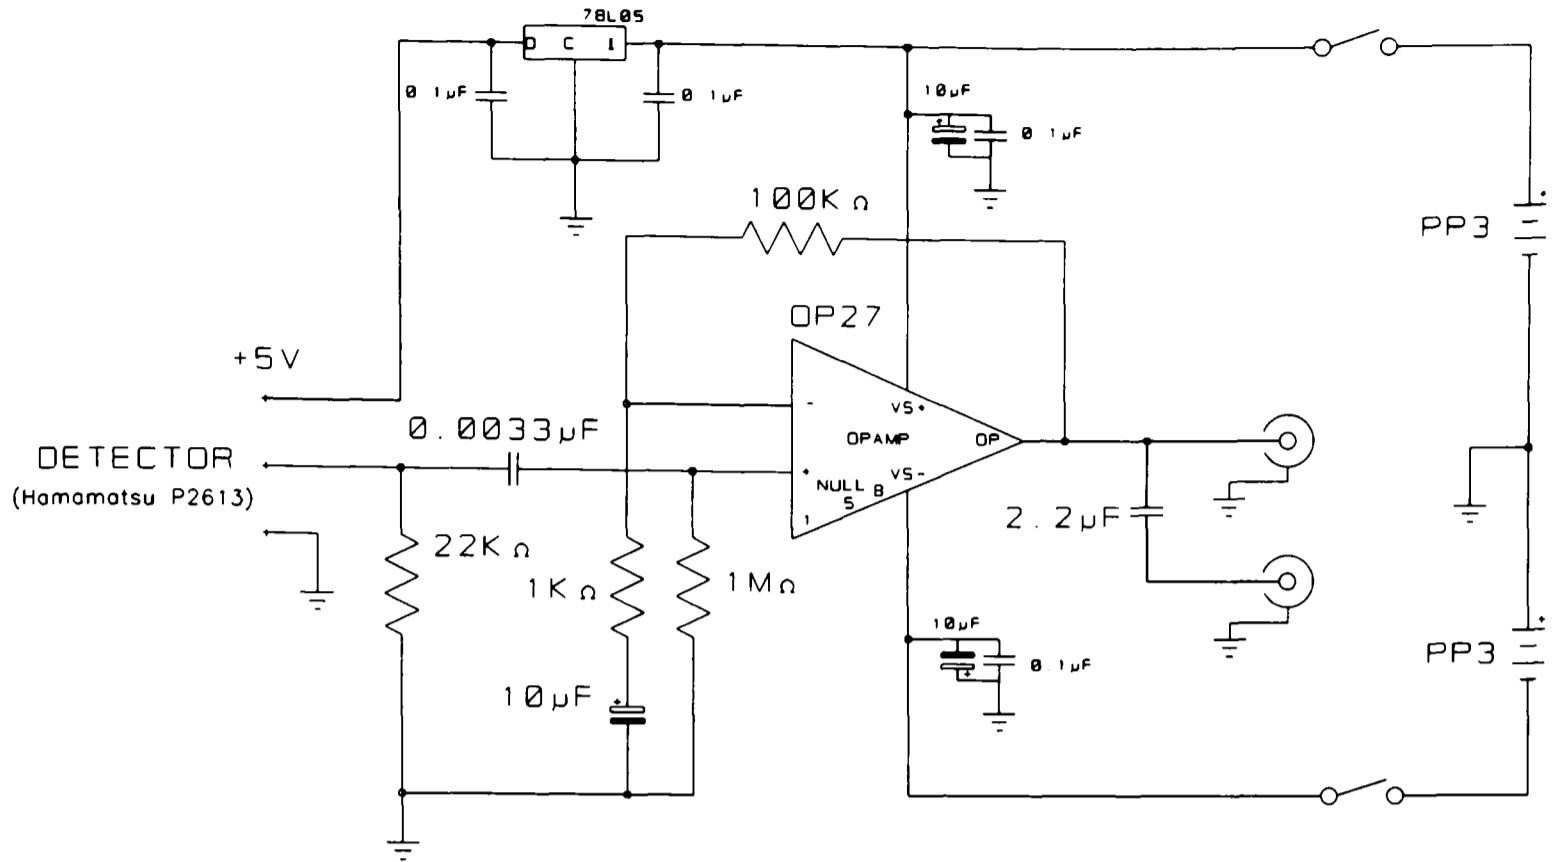 78L05
O C I
0 1µF
0 1µF
10µF
+
0 1µF
100KΩ
+
PP3
OP27
+5V
-
VS+
0.0033µF
OPAMP
OP
DETECTOR
+
VS-
(Hamamatsu P2613)
NULL 8
5
1
2.2µF
22KΩ
1KΩ
1MΩ
10µF
+
PP3
0.1µF
+
10µF
+